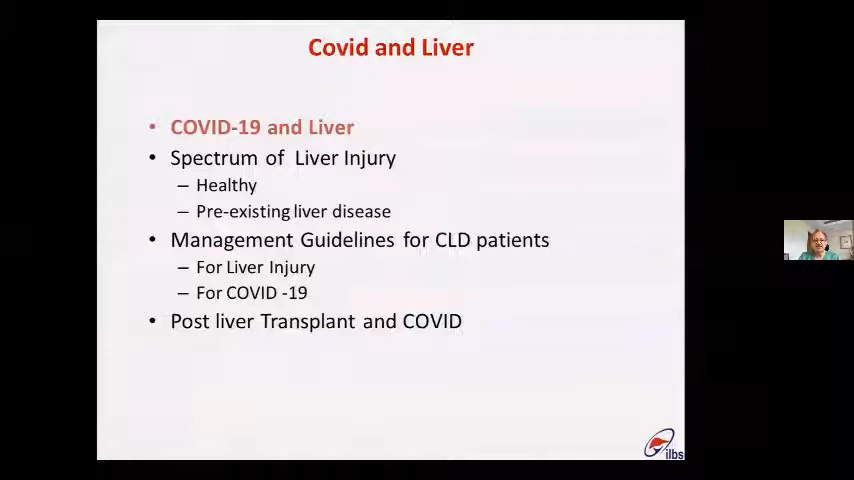 Covid and Liver
• COVID-19 and Liver
• Spectrum of Liver Injury
– Healthy
– Pre-existing liver disease
• Management Guidelines for CLD patients
– For Liver Injury
– For COVID -19
• Post liver Transplant and COVID
ilbs